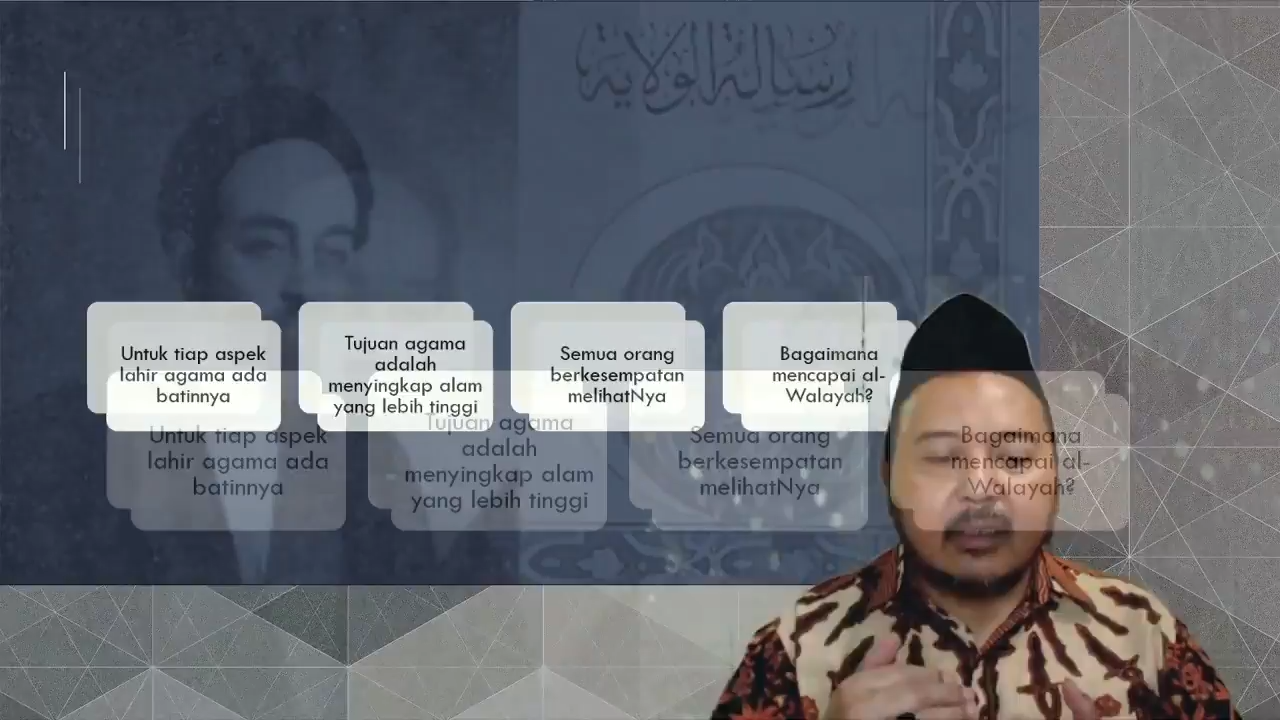 رسالة الولاية
Untuk tiap aspek
lahir agama ada
batinnya
Tujuan agama
adalah
menyingkap alam
yang lebih tinggi
Semua orang
berkesempatan
melihatNya
Bagaimana
mencapai al-
Walayah?
Untuk tiap aspek
lahir agama ada
batinnya
Tujuan agama
adalah
menyingkap alam
yang lebih tinggi
Semua orang
berkesempatan
melihatNya
Bagaimana
mencapai al-
Walayah?